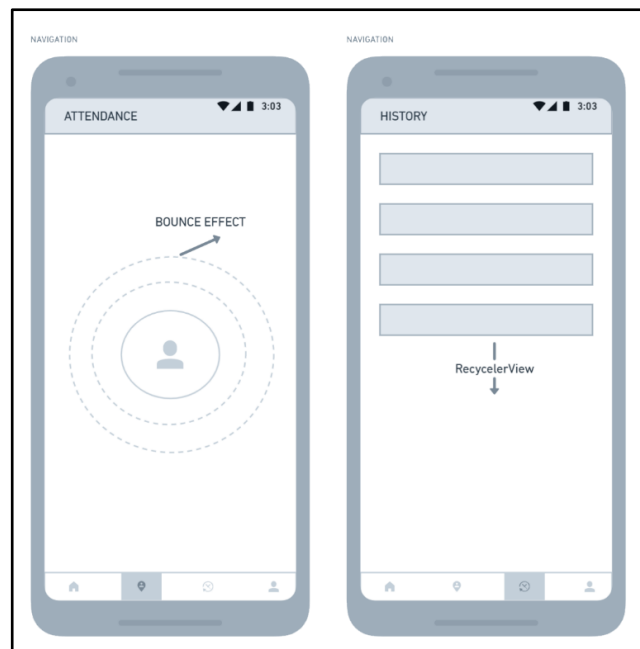 NAVIGATION
ATTENDANCE
3:03
BOUNCE EFFECT
NAVIGATION
HISTORY
3:03
RecycelerView